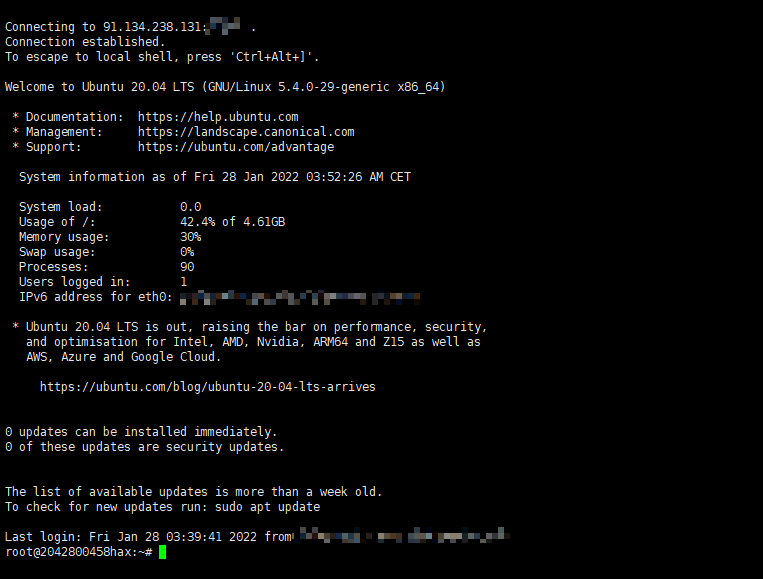 Connecting to 91.134.238.131: .
Connection established.
To escape to local shell, press 'Ctrl+Alt+]'.
Welcome to Ubuntu 20.04 LTS (GNU/Linux 5.4.0-29-generic x86_64)
* Documentation: https://help.ubuntu.com
* Management: https://landscape.canonical.com
* Support: https://ubuntu.com/advantage
System information as of Fri 28 Jan 2022 03:52:26 AM CET
System load: 0.0
Usage of /: 42.4% of 4.61GB
Memory usage: 30%
Swap usage: 0%
Processes: 90
Users logged in: 1
IPv6 address for eth0:
* Ubuntu 20.04 LTS is out, raising the bar on performance, security,
and optimisation for Intel, AMD, Nvidia, ARM64 and Z15 as well as
AWS, Azure and Google Cloud.
https://ubuntu.com/blog/ubuntu-20-04-lts-arrives
0 updates can be installed immediately.
0 of these updates are security updates.
The list of available updates is more than a week old.
To check for new updates run: sudo apt update
Last login: Fri Jan 28 03:39:41 2022 from
root@2042800458hax:~#